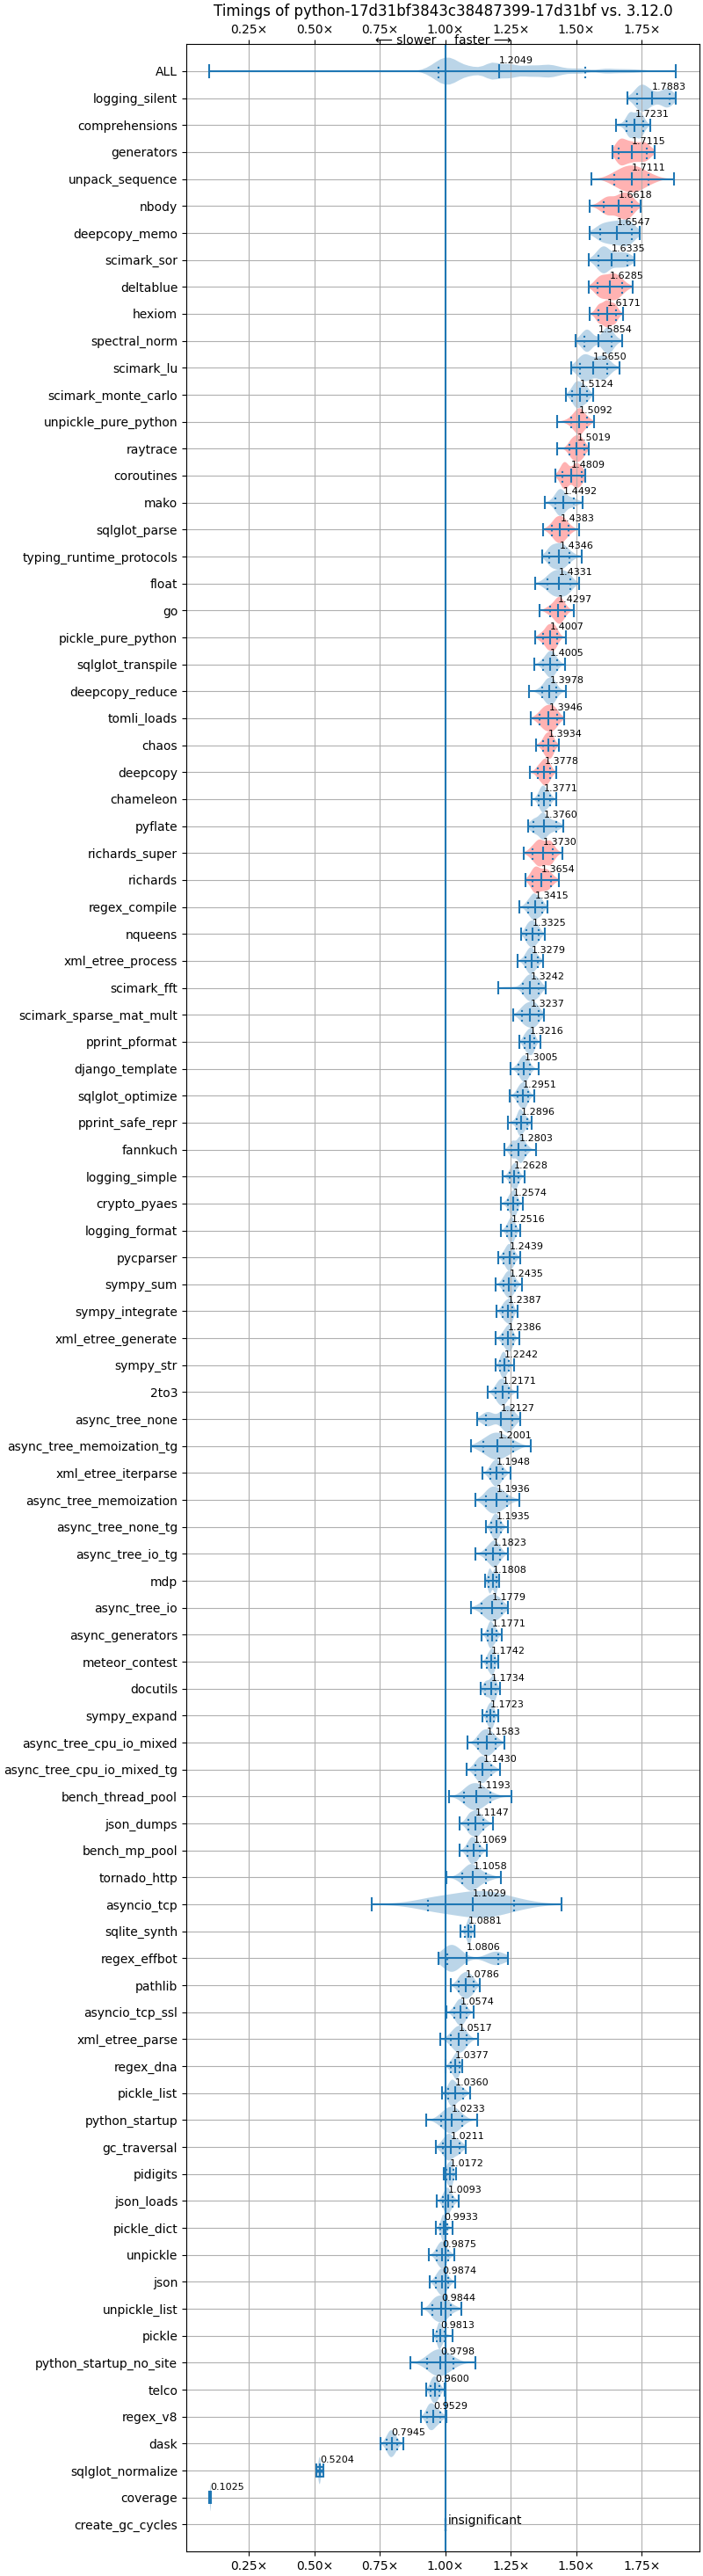 Timings of python-17d31bf3843c38487399-17d31bf vs. 3.12.0
0.25× 0.50× 0.75× 1.00× 1.25× 1.50× 1.75×
⟵ slower faster ⟶
ALL 1.2049
logging_silent 1.7883
comprehensions 1.7231
generators 1.7115
unpack_sequence 1.7111
nbody 1.6618
deepcopy_memo 1.6547
scimark_sor 1.6335
deltablue 1.6285
hexiom 1.6171
spectral_norm 1.5854
scimark_lu 1.5650
scimark_monte_carlo 1.5124
unpickle_pure_python 1.5092
raytrace 1.5019
coroutines 1.4809
mako 1.4492
sqlglot_parse 1.4383
typing_runtime_protocols 1.4346
float 1.4331
go 1.4297
pickle_pure_python 1.4007
sqlglot_transpile 1.4005
deepcopy_reduce 1.3978
tomli_loads 1.3946
chaos 1.3934
deepcopy 1.3778
chameleon 1.3771
pyflate 1.3760
richards_super 1.3730
richards 1.3654
regex_compile 1.3415
nqueens 1.3325
xml_etree_process 1.3279
scimark_fft 1.3242
scimark_sparse_mat_mult 1.3237
pprint_pformat 1.3216
django_template 1.3005
sqlglot_optimize 1.2951
pprint_safe_repr 1.2896
fannkuch 1.2803
logging_simple 1.2628
crypto_pyaes 1.2574
logging_format 1.2516
pycparser 1.2439
sympy_sum 1.2435
sympy_integrate 1.2387
xml_etree_generate 1.2386
sympy_str 1.2242
2to3 1.2171
async_tree_none 1.2127
async_tree_memoization_tg 1.2001
xml_etree_iterparse 1.1948
async_tree_memoization 1.1936
async_tree_none_tg 1.1935
async_tree_io_tg 1.1823
mdp 1.1808
async_tree_io 1.1779
async_generators 1.1771
meteor_contest 1.1742
docutils 1.1734
sympy_expand 1.1723
async_tree_cpu_io_mixed 1.1583
async_tree_cpu_io_mixed_tg 1.1430
bench_thread_pool 1.1193
json_dumps 1.1147
bench_mp_pool 1.1069
tornado_http 1.1058
asyncio_tcp 1.1029
sqlite_synth 1.0881
regex_effbot 1.0806
pathlib 1.0786
asyncio_tcp_ssl 1.0574
xml_etree_parse 1.0517
regex_dna 1.0377
pickle_list 1.0360
python_startup 1.0233
gc_traversal 1.0211
pidigits 1.0172
json_loads 1.0093
pickle_dict 0.9933
unpickle 0.9875
json 0.9874
unpickle_list 0.9844
pickle 0.9813
python_startup_no_site 0.9798
telco 0.9600
regex_v8 0.9529
dask 0.7945
sqlglot_normalize 0.5204
coverage 0.1025
create_gc_cycles insignificant
0.25× 0.50× 0.75× 1.00× 1.25× 1.50× 1.75×